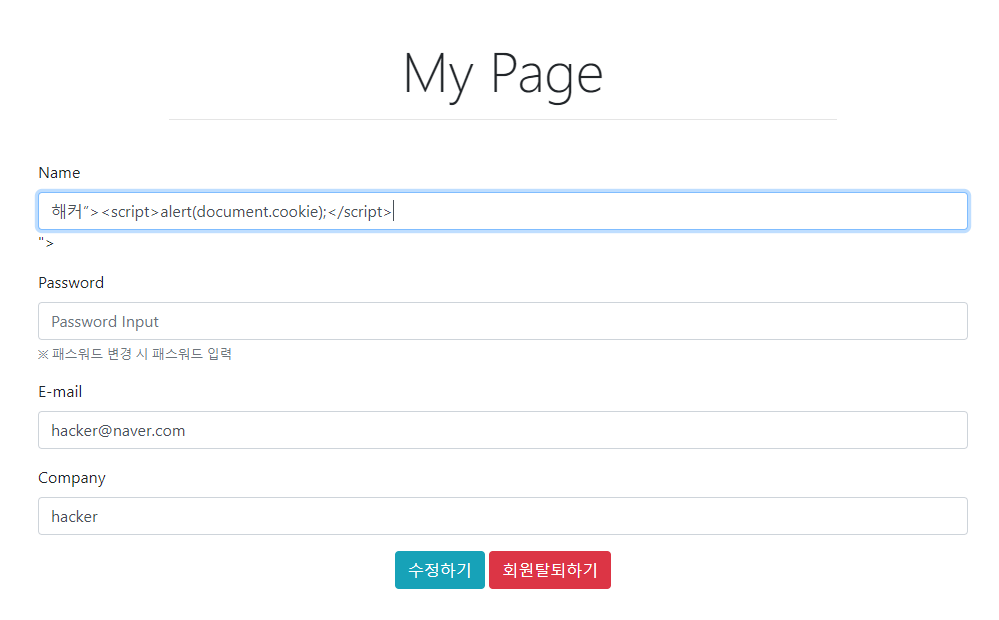 My Page
Name
해커"><script>alert(document.cookie);</script>
">
Password
Password Input
※ 패스워드 변경 시 패스워드 입력
E-mail
hacker@naver.com
Company
hacker
수정하기 회원탈퇴하기